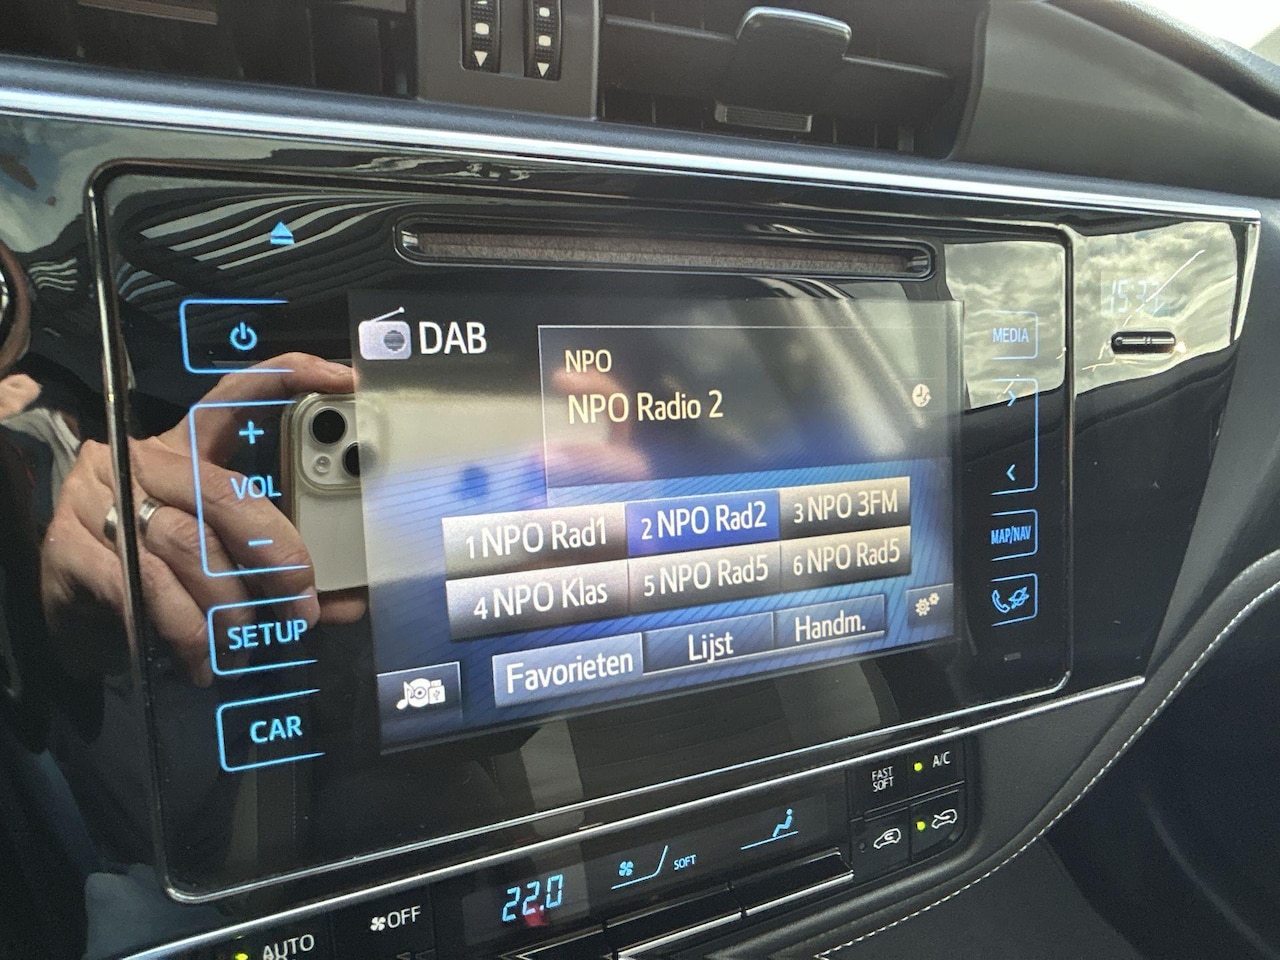 DAB
NPO
NPO Radio 2
1 NPO Rad1
2 NPO Rad2
3 NPO 3FM
4 NPO Klas
5 NPO Rad5
6 NPO Rad5
Favorieten
Lijst
Handm.
+
VOL
−
SETUP
CAR
MEDIA
>
<
MAP/NAV
FAST
SOFT
A/C
SOFT
22.0
OFF
AUTO